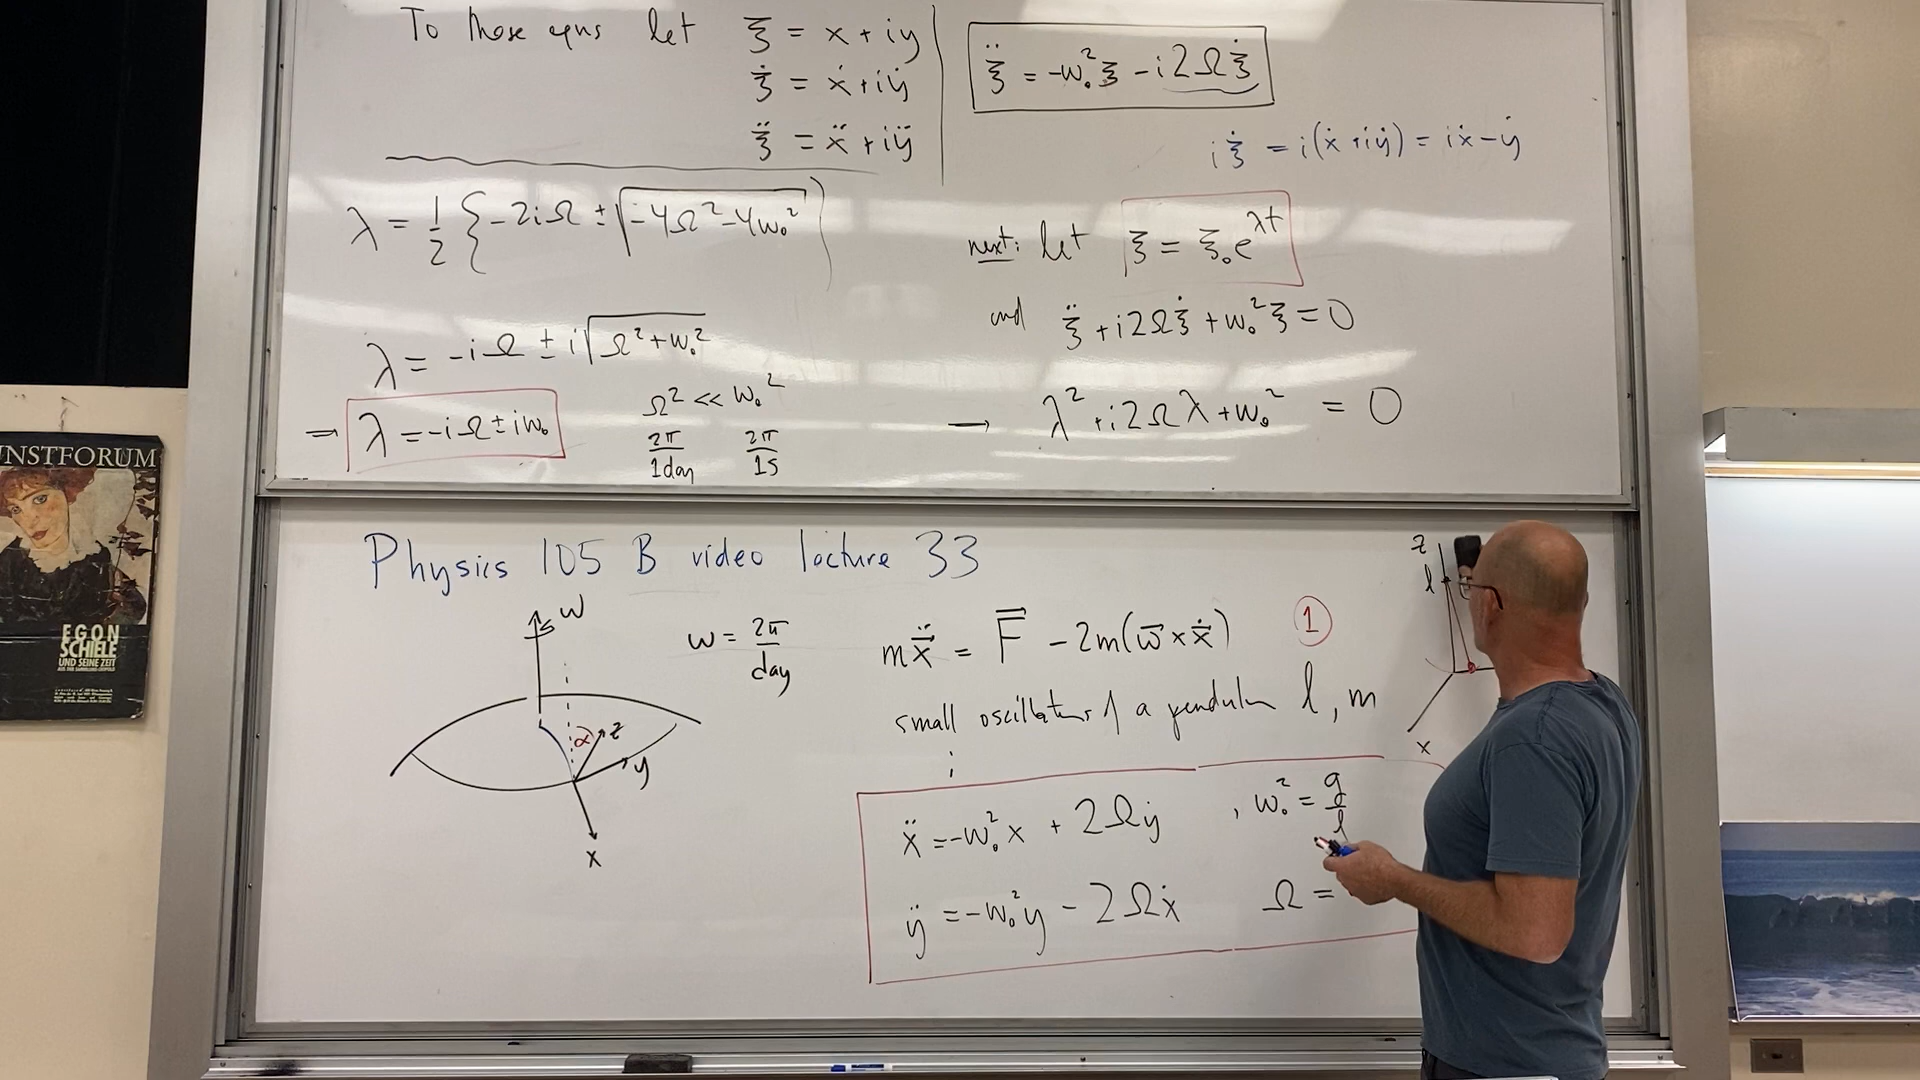 To these eqns let ξ = x + iy
ξ̇ = ẋ + iẏ
ξ̈ = ẍ + iÿ
ξ̈ = -ω₀²ξ - i2Ωξ̇
iξ̇ = i(ẋ + iẏ) = iẋ - ẏ
λ = 1/2 { -2iΩ ± √(-4Ω² - 4ω₀²) )
λ = -iΩ ± i√(Ω² + ω₀²)
→ λ = -iΩ ± iω₀
Ω² << ω₀²
2π/1day 2π/1s
next: let ξ = ξ₀e^λt
and ξ̈ + i2Ωξ̇ + ω₀²ξ = 0
→ λ² + i2Ωλ + ω₀² = 0
Physics 105 B video lecture 33
ω
α
z
y
x
ω = 2π/day
mẍ = F - 2m(ω × ẋ)
1
small oscillations of a pendulum l, m
ẍ = -ω₀²x + 2Ωẏ , ω₀² = g/l
ÿ = -ω₀²y - 2Ωẋ Ω =
z
l
x
UNSTFORUM
EGON
SCHIELE
UND SEINE ZEIT